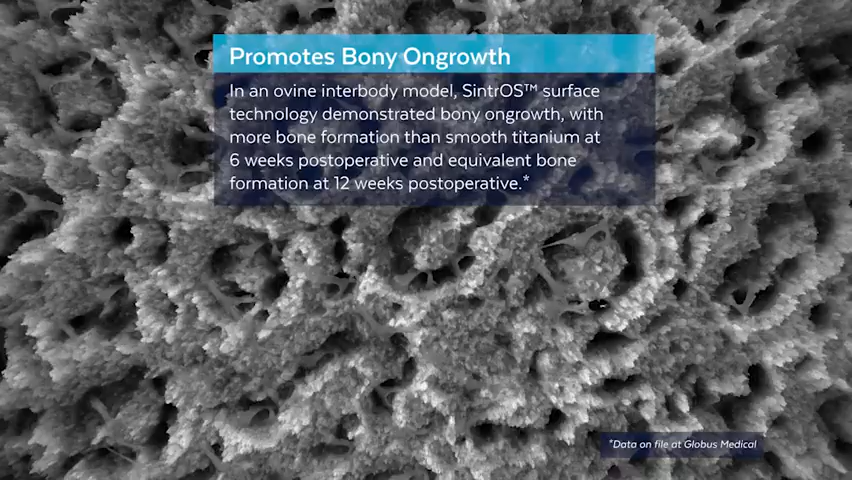 Promotes Bony Ongrowth
In an ovine interbody model, SintrOS™ surface
technology demonstrated bony ongrowth, with
more bone formation than smooth titanium at
6 weeks postoperative and equivalent bone
formation at 12 weeks postoperative.*
*Data on file at Globus Medical